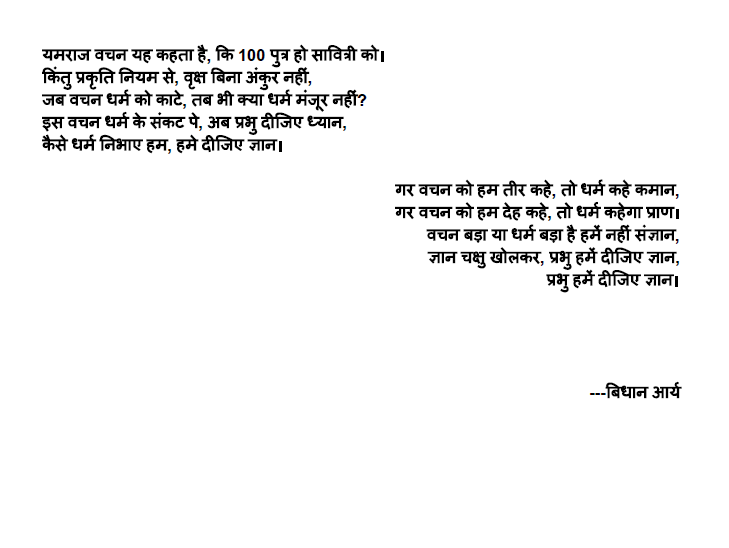 यमराज वचन यह कहता है, कि 100 पुत्र हो सावित्री को।
किंतु प्रकृति नियम से, वृक्ष बिना अंकुर नहीं,
जब वचन धर्म को काटे, तब भी क्या धर्म मंजूर नहीं?
इस वचन धर्म के संकट पे, अब प्रभु दीजिए ध्यान,
कैसे धर्म निभाए हम, हमे दीजिए ज्ञान।
गर वचन को हम तीर कहे, तो धर्म कहे कमान,
गर वचन को हम देह कहे, तो धर्म कहेगा प्राण।
वचन बड़ा या धर्म बड़ा है हमें नहीं संज्ञान,
ज्ञान चक्षु खोलकर, प्रभु हमें दीजिए ज्ञान,
प्रभु हमें दीजिए ज्ञान।
---बिधान आर्य